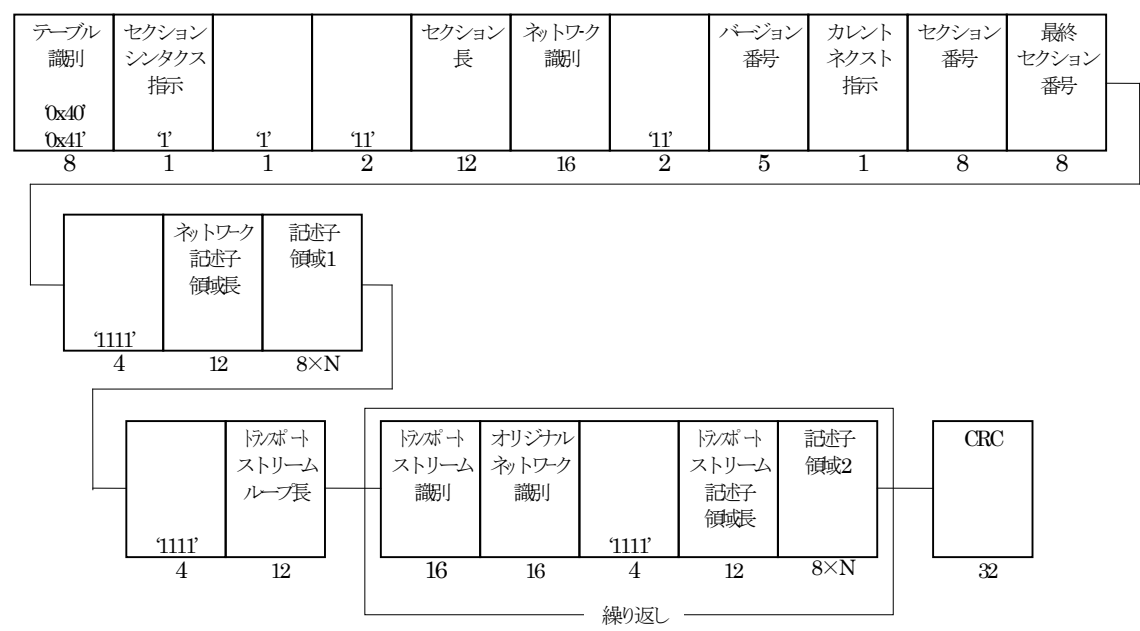 テーブル
識別
‘0x40’
‘0x41’
8
セクション
シンタクス
指示
‘1’
1
‘1’
1
‘11’
2
セクション
長
12
ネットワーク
識別
16
‘11’
2
バージョン
番号
5
カレント
ネクスト
指示
1
セクション
番号
8
最終
セクション
番号
8
‘1111’
4
ネットワーク
記述子
領域長
12
記述子
領域1
8×N
‘1111’
4
トランスポート
ストリーム
ループ長
12
トランスポート
ストリーム
識別
16
オリジナル
ネットワーク
識別
16
‘1111’
4
トランスポート
ストリーム
記述子
領域長
12
記述子
領域2
8×N
CRC
32
繰り返し